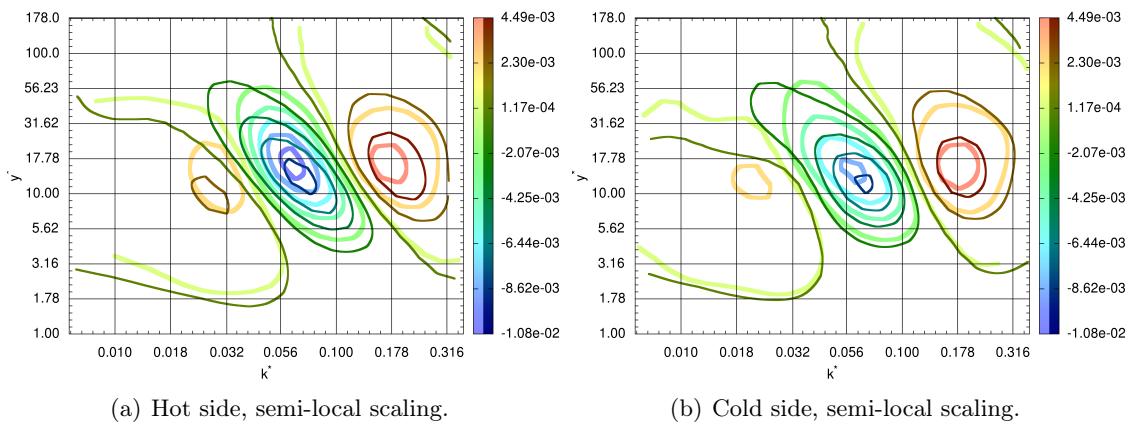 178.0
100.0
56.23
31.62
17.78
10.00
5.62
3.16
1.78
1.00
y*
0.010 0.018 0.032 0.056 0.100 0.178 0.316
k*
4.49e-03
2.30e-03
1.17e-04
-2.07e-03
-4.25e-03
-6.44e-03
-8.62e-03
-1.08e-02
(a) Hot side, semi-local scaling.
178.0
100.0
56.23
31.62
17.78
10.00
5.62
3.16
1.78
1.00
y*
0.010 0.018 0.032 0.056 0.100 0.178 0.316
k*
4.49e-03
2.30e-03
1.17e-04
-2.07e-03
-4.25e-03
-6.44e-03
-8.62e-03
-1.08e-02
(b) Cold side, semi-local scaling.